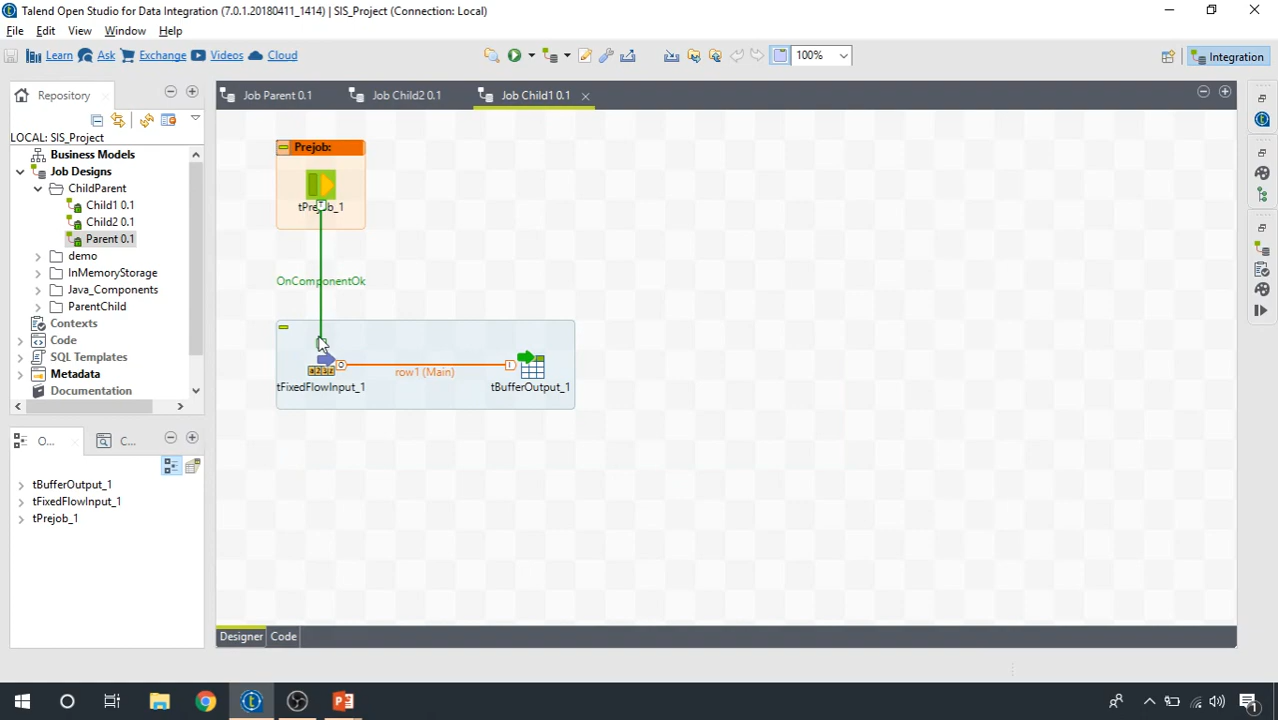 Talend Open Studio for Data Integration (7.0.1.20180411_1414) | SIS_Project (Connection: Local)
File Edit View Window Help
Learn Ask Exchange Videos Cloud 100% Integration
Repository
Job Parent 0.1 Job Child2 0.1 Job Child1 0.1
LOCAL: SIS_Project
Business Models
Job Designs
ChildParent
Child1 0.1
Child2 0.1
Parent 0.1
demo
InMemoryStorage
Java_Components
ParentChild
Contexts
Code
SQL Templates
Metadata
Documentation
Prejob:
tPrejob_1
OnComponentOk
row1 (Main)
tFixedFlowInput_1 tBufferOutput_1
O... C...
tBufferOutput_1
tFixedFlowInput_1
tPrejob_1
Designer Code